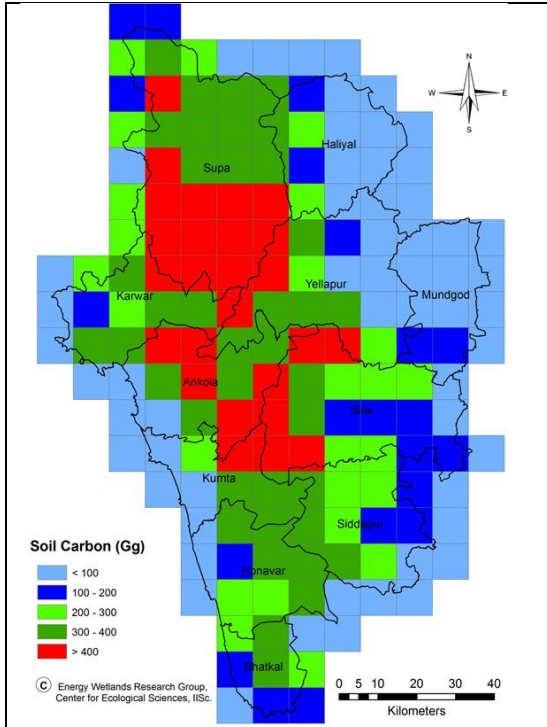 N
W E
S
Haliyal
Supa
Yellapur
Mundgod
Karwar
Ankola
Sirsi
Kumta
Siddapur
Honavar
Bhatkal
Soil Carbon (Gg)
< 100
100 - 200
200 - 300
300 - 400
> 400
© Energy Wetlands Research Group,
Center for Ecological Sciences, IISc.
0 5 10 20 30 40
Kilometers